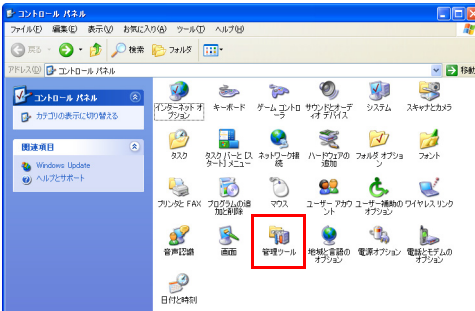 コントロール パネル
ファイル(F) 編集(E) 表示(V) お気に入り(A) ツール(T) ヘルプ(H)
戻る 検索 フォルダ
アドレス(D) コントロール パネル 移動
コントロール パネル
カテゴリの表示に切り替える
関連項目
Windows Update
ヘルプとサポート
インターネット オプション
キーボード
ゲーム コントローラ
サウンドとオーディオ デバイス
システム
スキャナとカメラ
タスク
タスク バーと [スタート] メニュー
ネットワーク接続
ハードウェアの追加
フォルダ オプション
フォント
プリンタと FAX
プログラムの追加と削除
マウス
ユーザー アカウント
ユーザー補助のオプション
ワイヤレス リンク
音声認識
画面
管理ツール
地域と言語のオプション
電源オプション
電話とモデムのオプション
日付と時刻